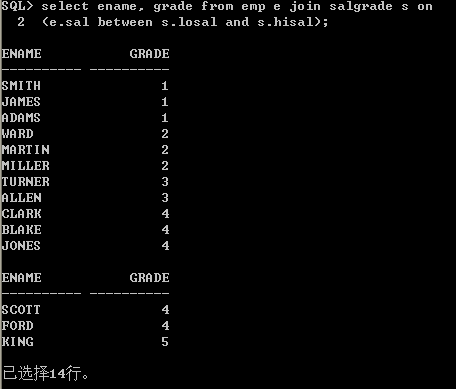 SQL> select ename, grade from emp e join salgrade s on
  2  (e.sal between s.losal and s.hisal);
ENAME           GRADE
---------- ----------
SMITH               1
JAMES               1
ADAMS               1
WARD                2
MARTIN              2
MILLER              2
TURNER              3
ALLEN               3
CLARK               4
BLAKE               4
JONES               4
ENAME           GRADE
---------- ----------
SCOTT               4
FORD                4
KING                5
已选择14行。